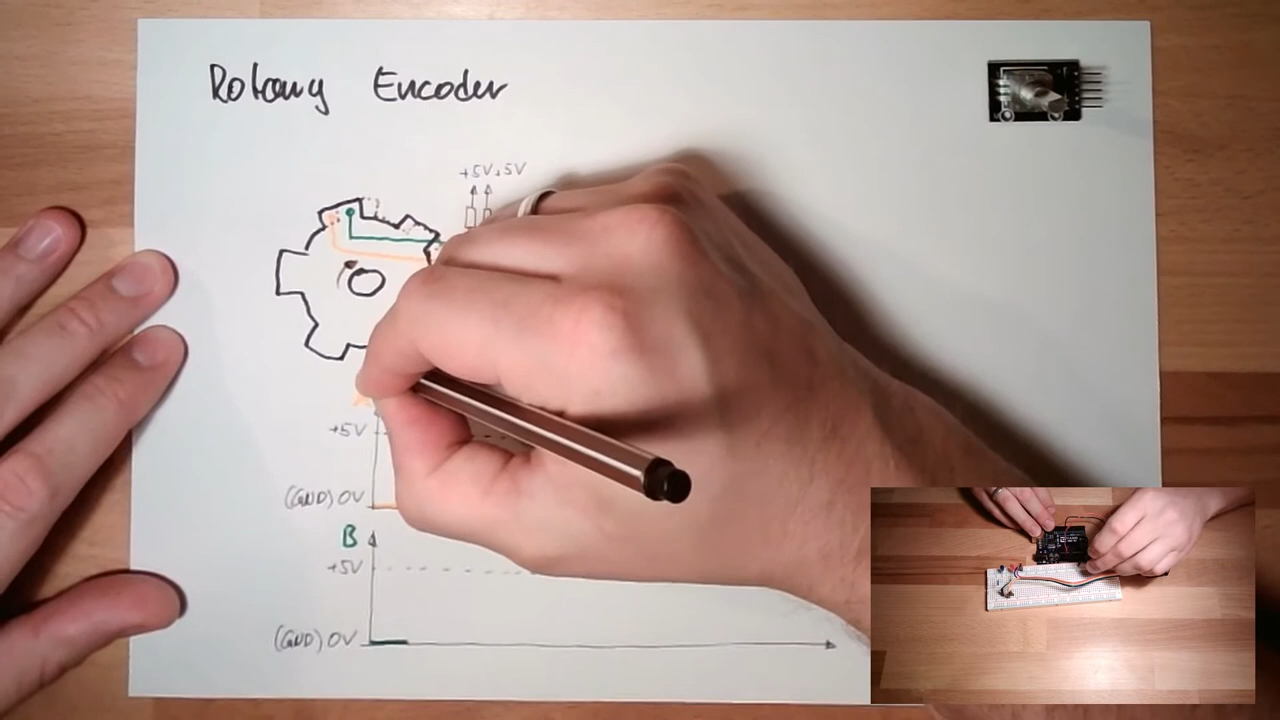 Rotary Encoder
+5V +5V
+5V
(GND) 0V
B
+5V
(GND) 0V